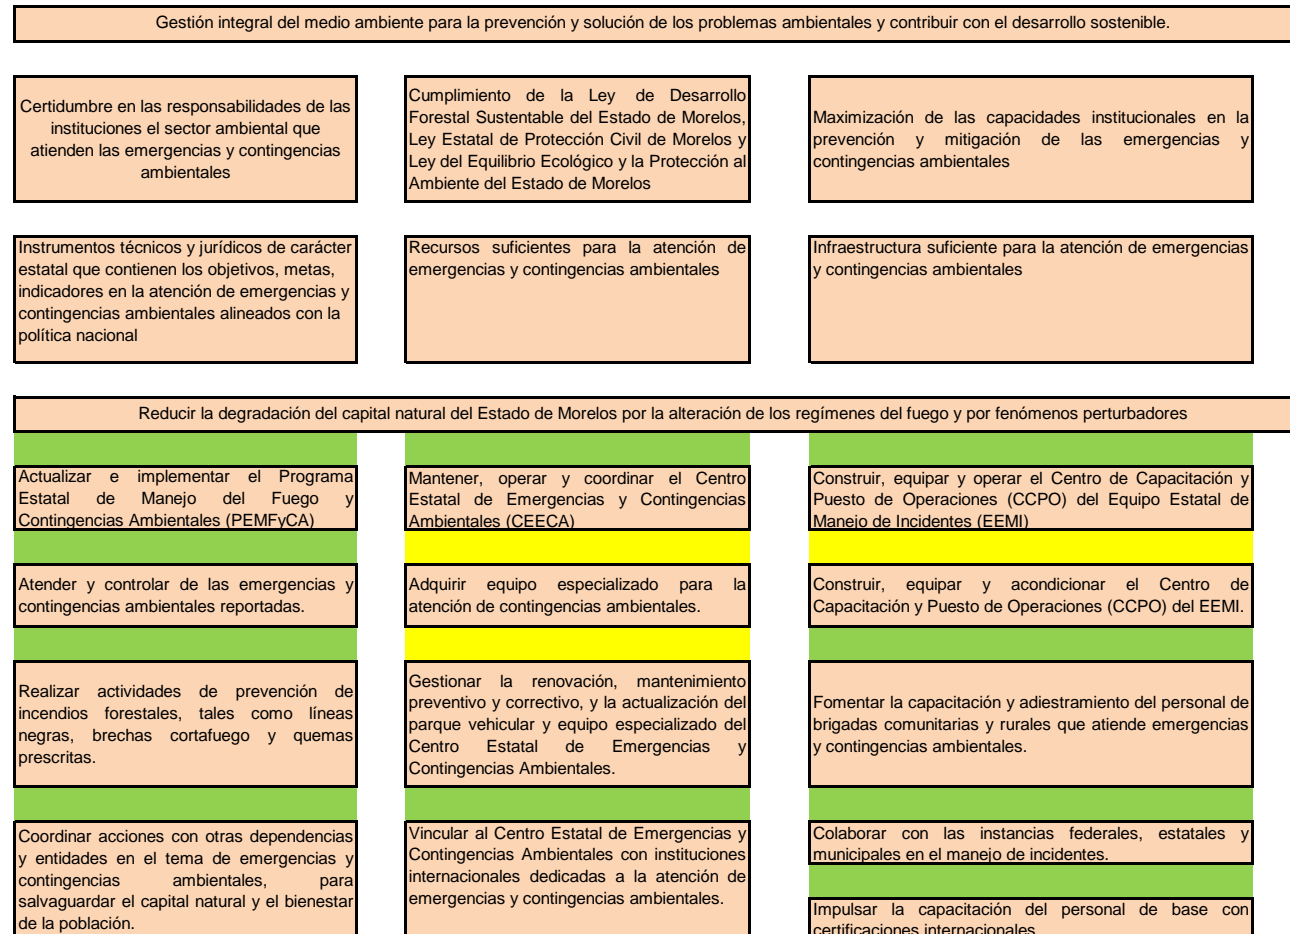 Gestión integral del medio ambiente para la prevención y solución de los problemas ambientales y contribuir con el desarrollo sostenible.
Certidumbre en las responsabilidades de las
instituciones el sector ambiental que
atienden las emergencias y contingencias
ambientales
Cumplimiento de la Ley de Desarrollo
Forestal Sustentable del Estado de Morelos,
Ley Estatal de Protección Civil de Morelos y
Ley del Equilibrio Ecológico y la Protección al
Ambiente del Estado de Morelos
Maximización de las capacidades institucionales en la
prevención y mitigación de las emergencias y
contingencias ambientales
Instrumentos técnicos y jurídicos de carácter
estatal que contienen los objetivos, metas,
indicadores en la atención de emergencias y
contingencias ambientales alineados con la
política nacional
Recursos suficientes para la atención de
emergencias y contingencias ambientales
Infraestructura suficiente para la atención de emergencias
y contingencias ambientales
Reducir la degradación del capital natural del Estado de Morelos por la alteración de los regímenes del fuego y por fenómenos perturbadores
Actualizar e implementar el Programa
Estatal de Manejo del Fuego y
Contingencias Ambientales (PEMFyCA)
Mantener, operar y coordinar el Centro
Estatal de Emergencias y Contingencias
Ambientales (CEECA)
Construir, equipar y operar el Centro de Capacitación y
Puesto de Operaciones (CCPO) del Equipo Estatal de
Manejo de Incidentes (EEMI)
Atender y controlar de las emergencias y
contingencias ambientales reportadas.
Adquirir equipo especializado para la
atención de contingencias ambientales.
Construir, equipar y acondicionar el Centro de
Capacitación y Puesto de Operaciones (CCPO) del EEMI.
Realizar actividades de prevención de
incendios forestales, tales como líneas
negras, brechas cortafuego y quemas
prescritas.
Gestionar la renovación, mantenimiento
preventivo y correctivo, y la actualización del
parque vehicular y equipo especializado del
Centro Estatal de Emergencias y
Contingencias Ambientales.
Fomentar la capacitación y adiestramiento del personal de
brigadas comunitarias y rurales que atiende emergencias
y contingencias ambientales.
Coordinar acciones con otras dependencias
y entidades en el tema de emergencias y
contingencias ambientales, para
salvaguardar el capital natural y el bienestar
de la población.
Vincular al Centro Estatal de Emergencias y
Contingencias Ambientales con instituciones
internacionales dedicadas a la atención de
emergencias y contingencias ambientales.
Colaborar con las instancias federales, estatales y
municipales en el manejo de incidentes.
Impulsar la capacitación del personal de base con
certificaciones internacionales